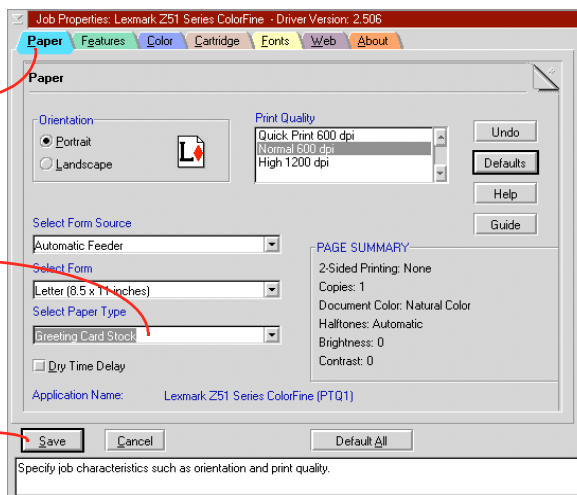 Job Properties: Lexmark Z51 Series ColorFine - Driver Version: 2.506
Paper Features Color Cartridge Fonts Web About
Paper
Orientation
Portrait
Landscape
L
Print Quality
Quick Print 600 dpi
Normal 600 dpi
High 1200 dpi
Undo
Defaults
Help
Guide
Select Form Source
Automatic Feeder
Select Form
Letter (8.5 x 11 inches)
Select Paper Type
Greeting Card Stock
Dry Time Delay
PAGE SUMMARY
2-Sided Printing: None
Copies: 1
Document Color: Natural Color
Halftones: Automatic
Brightness: 0
Contrast: 0
Application Name: Lexmark Z51 Series ColorFine (PTQ1)
Save Cancel Default All
Specify job characteristics such as orientation and print quality.